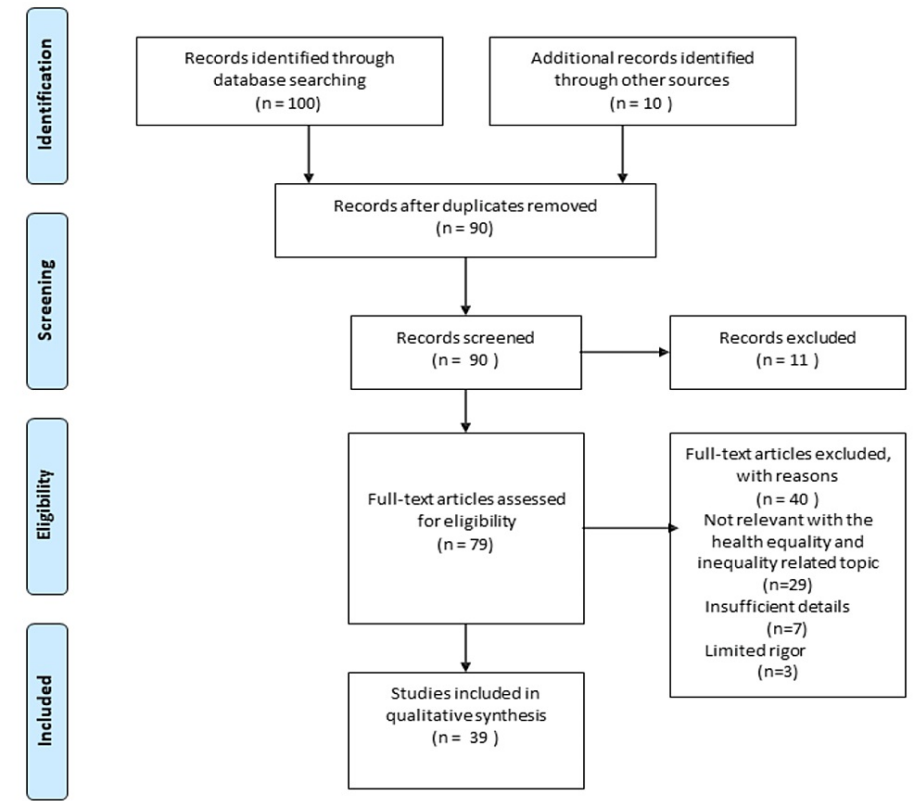 Identification
Records identified through
database searching
(n = 100)
Additional records identified
through other sources
(n = 10 )
Records after duplicates removed
(n = 90)
Screening
Records screened
(n = 90 )
Records excluded
(n = 11 )
Eligibility
Full-text articles assessed
for eligibility
(n = 79)
Full-text articles excluded,
with reasons
(n = 40 )
Not relevant with the
health equality and
inequality related topic
(n=29)
Insufficient details
(n=7)
Limited rigor
(n=3)
Included
Studies included in
qualitative synthesis
(n = 39 )